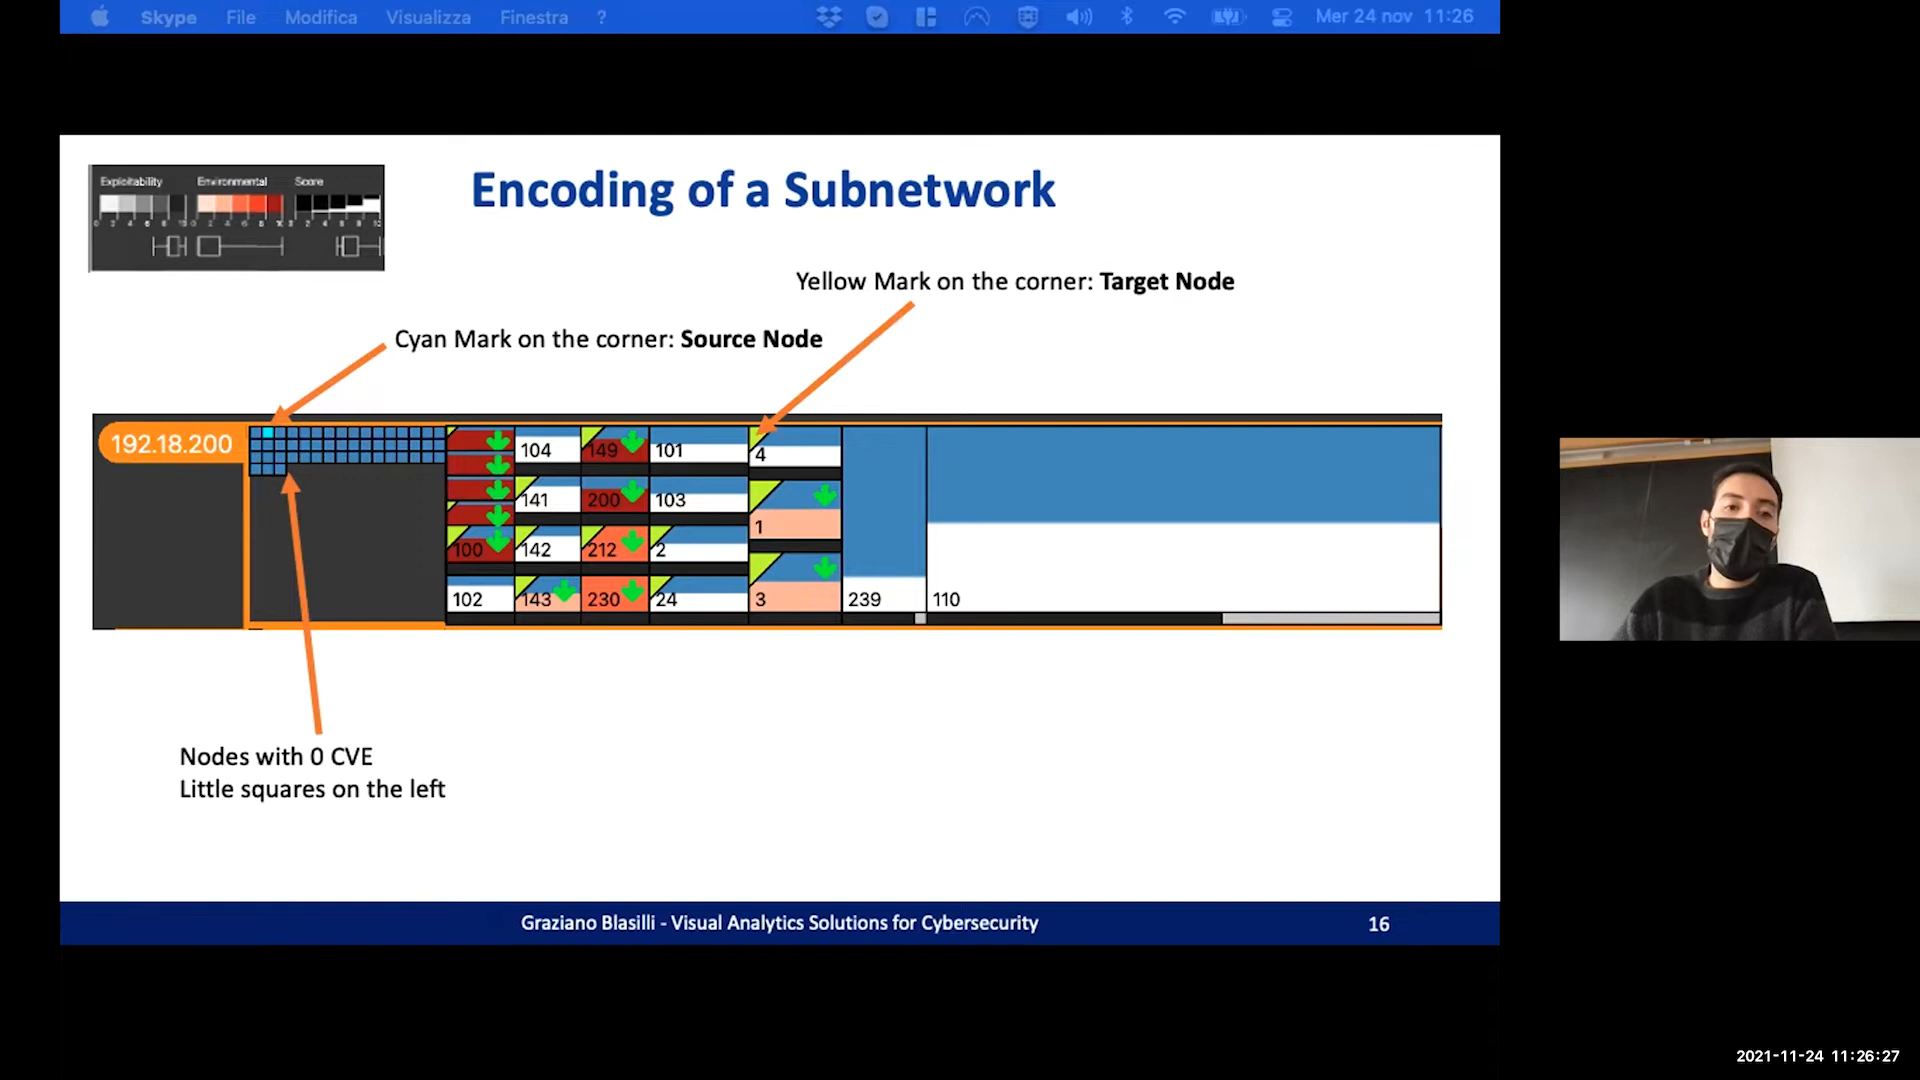 Skype File Modifica Visualizza Finestra ? Mer 24 nov 11:26
Encoding of a Subnetwork
Exploitability Environmental Score
Yellow Mark on the corner: Target Node
Cyan Mark on the corner: Source Node
192.18.200
104 149 101 4
141 200 103
1
100 142 212 2
102 143 230 24 3 239 110
Nodes with 0 CVE
Little squares on the left
Graziano Blasilli - Visual Analytics Solutions for Cybersecurity 16
2021-11-24 11:26:27